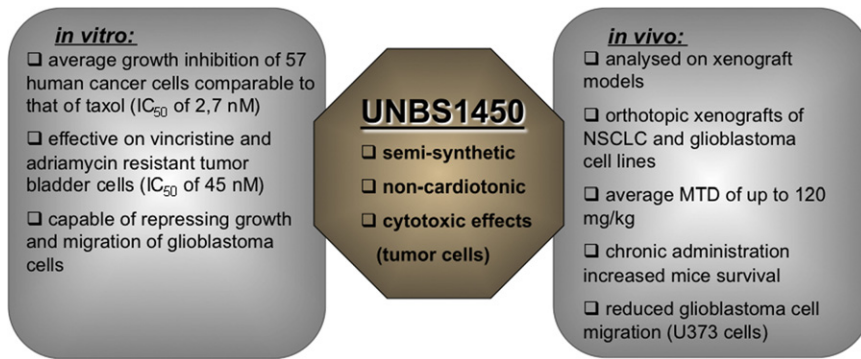 in vitro:
❑ average growth inhibition of 57
human cancer cells comparable to
that of taxol (IC50 of 2,7 nM)
❑ effective on vincristine and
adriamycin resistant tumor
bladder cells (IC50 of 45 nM)
❑ capable of repressing growth
and migration of glioblastoma
cells
UNBS1450
❑ semi-synthetic
❑ non-cardiotonic
❑ cytotoxic effects
(tumor cells)
in vivo:
❑ analysed on xenograft
models
❑ orthotopic xenografts of
NSCLC and glioblastoma
cell lines
❑ average MTD of up to 120
mg/kg
❑ chronic administration
increased mice survival
❑ reduced glioblastoma cell
migration (U373 cells)